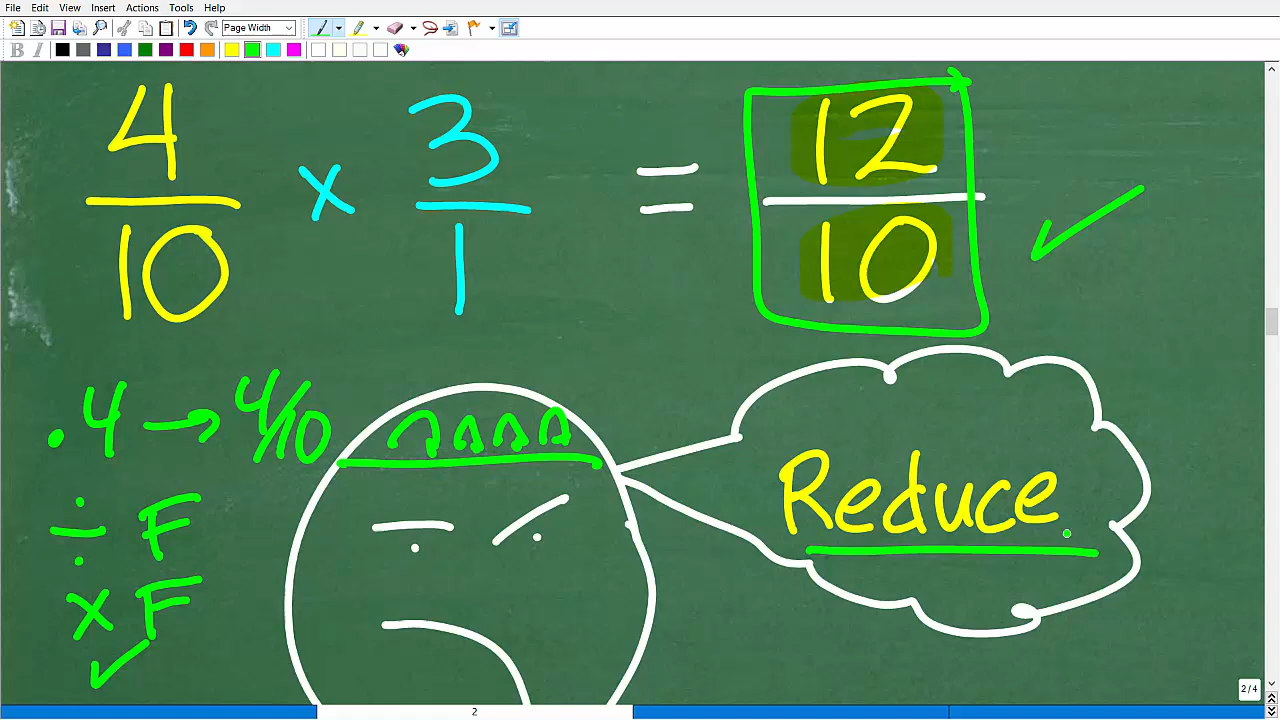 File Edit View Insert Actions Tools Help
Page Width
B I
4/10 × 3/1 = 12/10 ✓
.4 → 4/10
÷ F
× F
✓
Reduce
2/4
2